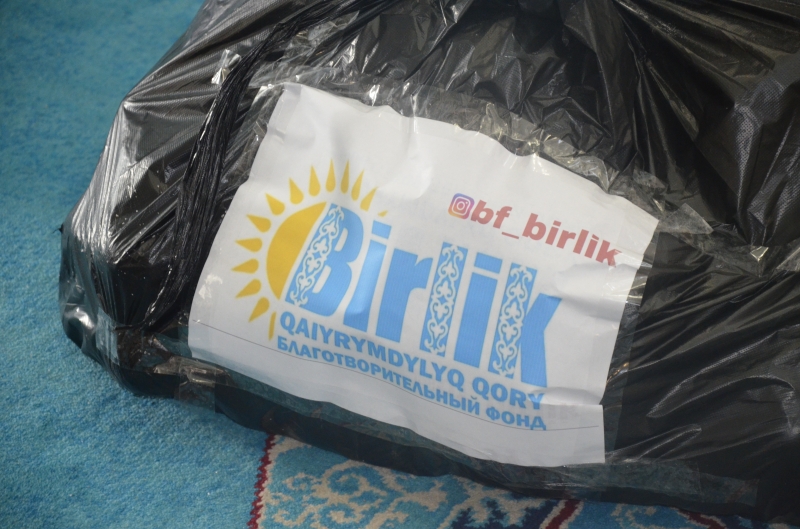 @bf_birlik
Birlik
QAIYRYMDYLYQ QORY
БЛАГОТВОРИТЕЛЬНЫЙ ФОНД